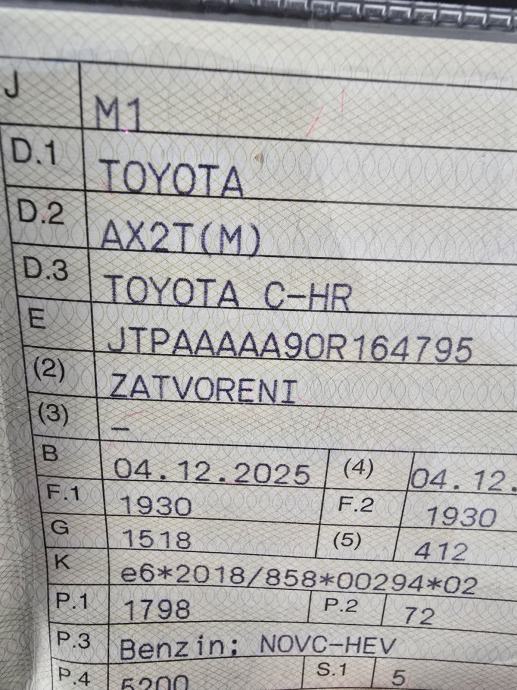 J M1
D.1 TOYOTA
D.2 AX2T(M)
D.3 TOYOTA C-HR
E JTPAAAAA90R164795
(2) ZATVORENI
(3) –
B 04.12.2025 (4) 04.12.
F.1 1930 F.2 1930
G 1518 (5) 412
K e6*2018/858*00294*02
P.1 1798 P.2 72
P.3 Benzin; NOVC-HEV
P.4 5200 S.1 5